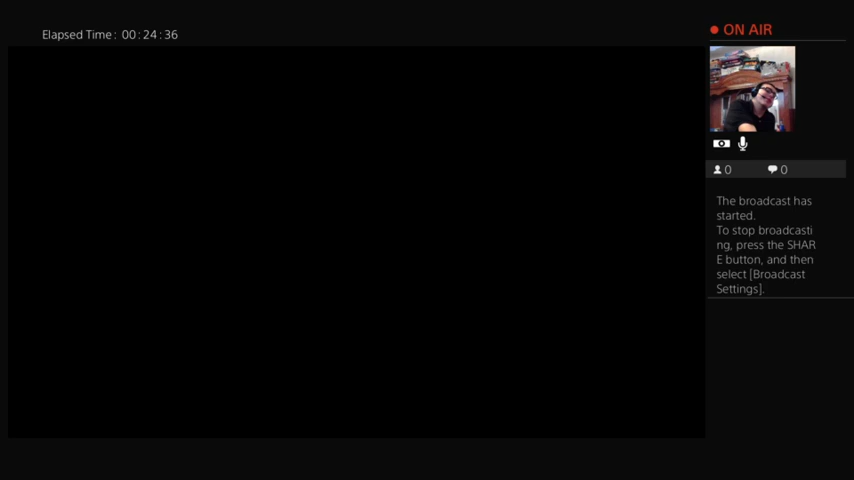 Elapsed Time: 00:24:36
ON AIR
0 0
The broadcast has
started.
To stop broadcasti
ng, press the SHAR
E button, and then
select [Broadcast
Settings].